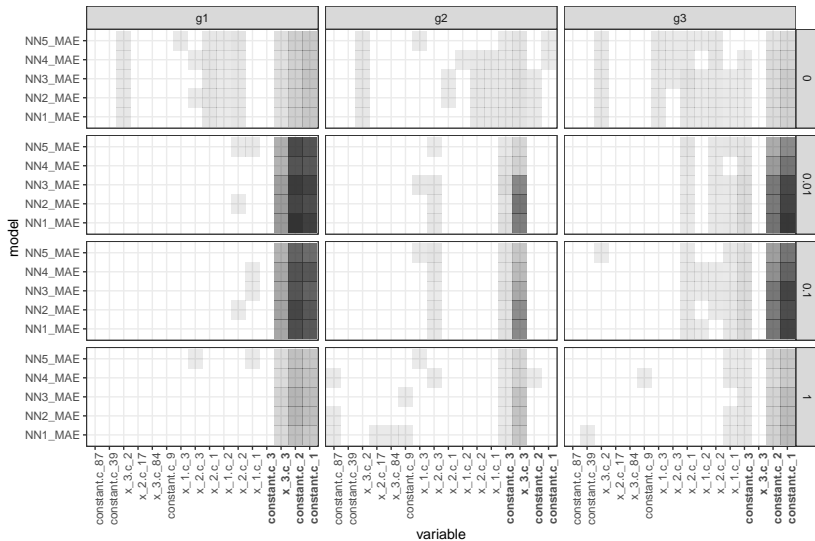 g1 g2 g3
model
NN5_MAE
NN4_MAE
NN3_MAE
NN2_MAE
NN1_MAE
0
NN5_MAE
NN4_MAE
NN3_MAE
NN2_MAE
NN1_MAE
0.01
NN5_MAE
NN4_MAE
NN3_MAE
NN2_MAE
NN1_MAE
0.1
NN5_MAE
NN4_MAE
NN3_MAE
NN2_MAE
NN1_MAE
1
constant.c_87
constant.c_39
x_3.c_2
x_2.c_17
x_3.c_84
constant.c_9
x_1.c_3
x_2.c_3
x_2.c_1
x_1.c_2
x_2.c_2
x_1.c_1
constant.c_3
x_3.c_3
constant.c_2
constant.c_1
constant.c_87
constant.c_39
x_3.c_2
x_2.c_17
x_3.c_84
constant.c_9
x_1.c_3
x_2.c_3
x_2.c_1
x_1.c_2
x_2.c_2
x_1.c_1
constant.c_3
x_3.c_3
constant.c_2
constant.c_1
constant.c_87
constant.c_39
x_3.c_2
x_2.c_17
x_3.c_84
constant.c_9
x_1.c_3
x_2.c_3
x_2.c_1
x_1.c_2
x_2.c_2
x_1.c_1
constant.c_3
x_3.c_3
constant.c_2
constant.c_1
variable